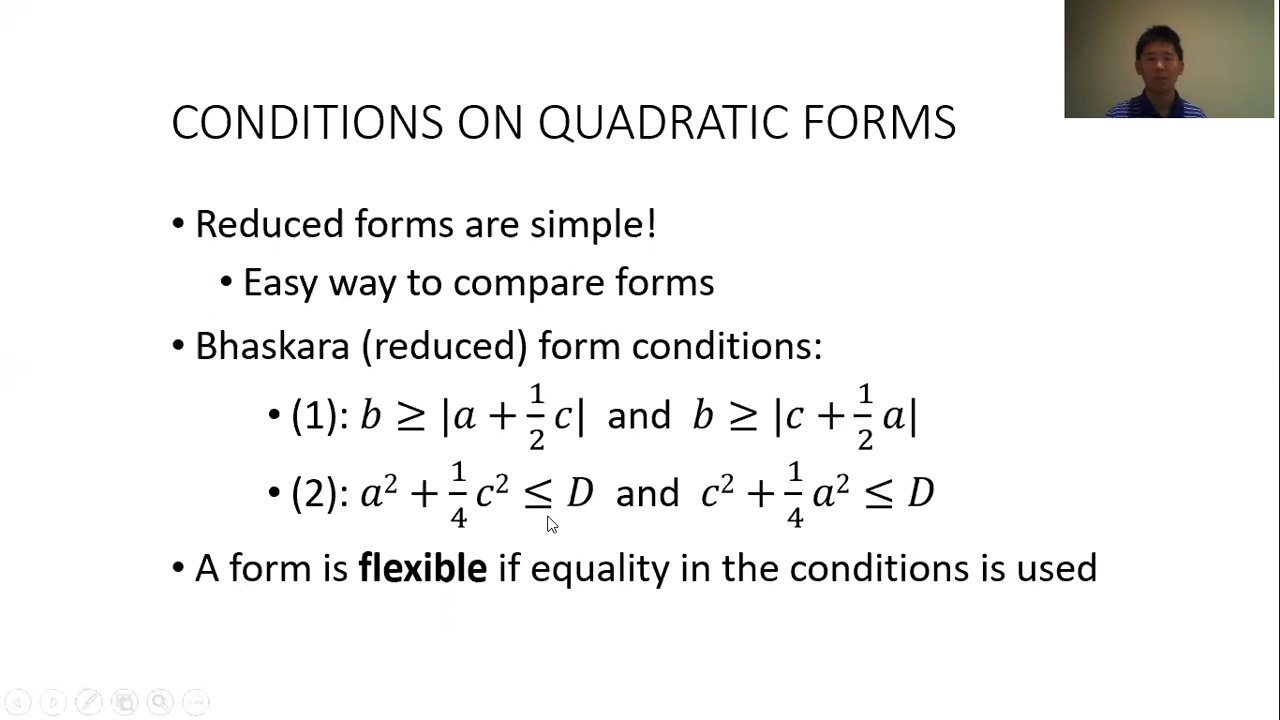 CONDITIONS ON QUADRATIC FORMS
• Reduced forms are simple!
• Easy way to compare forms
• Bhaskara (reduced) form conditions:
• (1): b ≥ |a + 1/2 c| and b ≥ |c + 1/2 a|
• (2): a² + 1/4 c² ≤ D and c² + 1/4 a² ≤ D
• A form is flexible if equality in the conditions is used